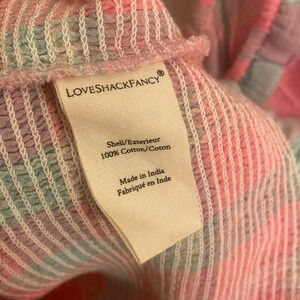 LOVESHACKFANCY®
Shell/Exterieur
100% Cotton/Coton
Made in India
Fabriqué en Inde